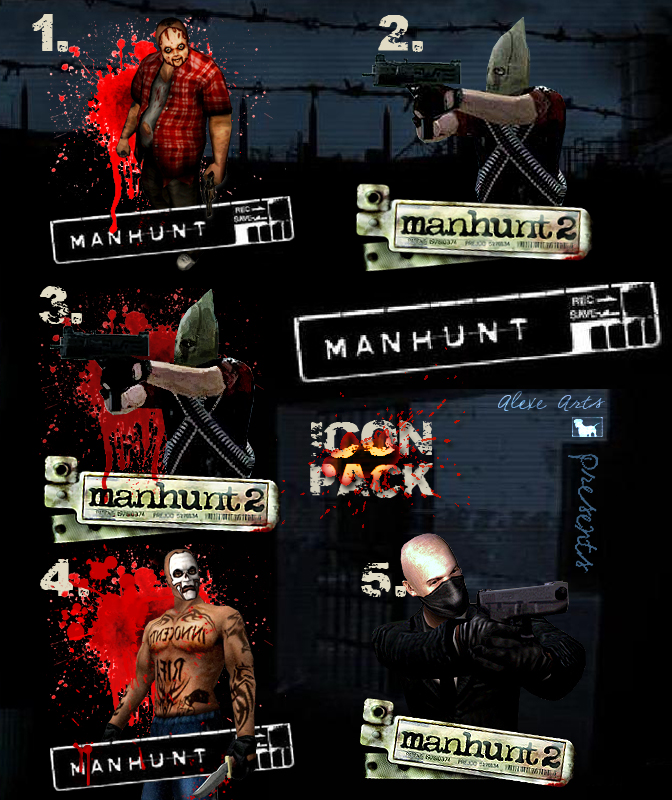 1.
MANHUNT
REC
SAVE
2.
manhunt 2
3.
manhunt 2
MANHUNT
REC
SAVE
Alexe Arts
presents
ICON
PACK
4.
MANHUNT
5.
manhunt 2